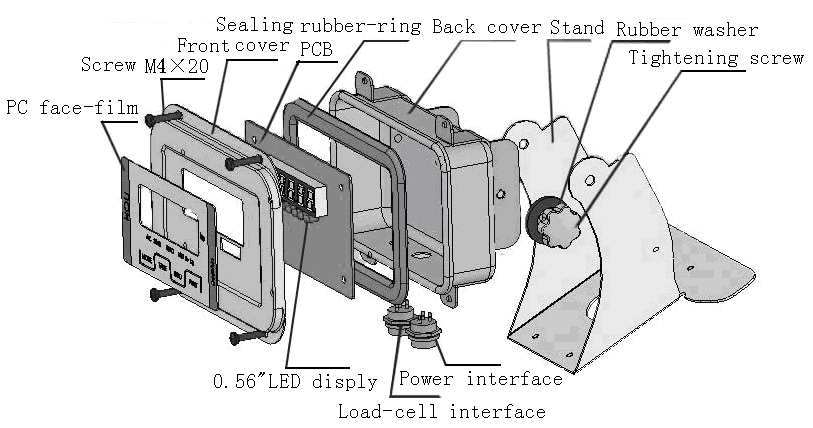 Sealing rubber-ring
Back cover
Stand
Rubber washer
Front cover
PCB
Tightening screw
Screw M4×20
PC face-film
0.56"LED disply
Power interface
Load-cell interface